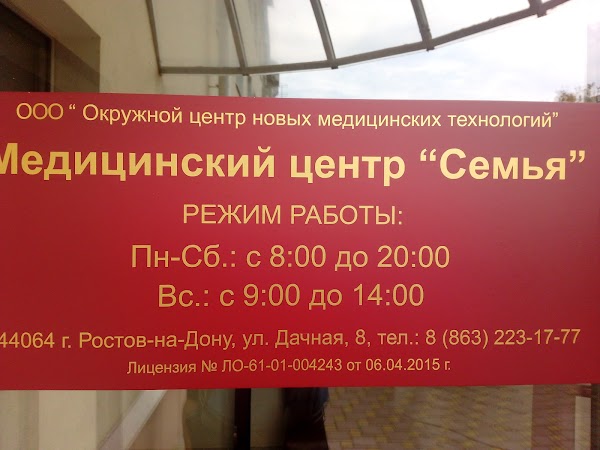 ООО “ Окружной центр новых медицинских технологий”
Медицинский центр “Семья”
РЕЖИМ РАБОТЫ:
Пн-Сб.: с 8:00 до 20:00
Вс.: с 9:00 до 14:00
44064 г. Ростов-на-Дону, ул. Дачная, 8, тел.: 8 (863) 223-17-77
Лицензия № ЛО-61-01-004243 от 06.04.2015 г.